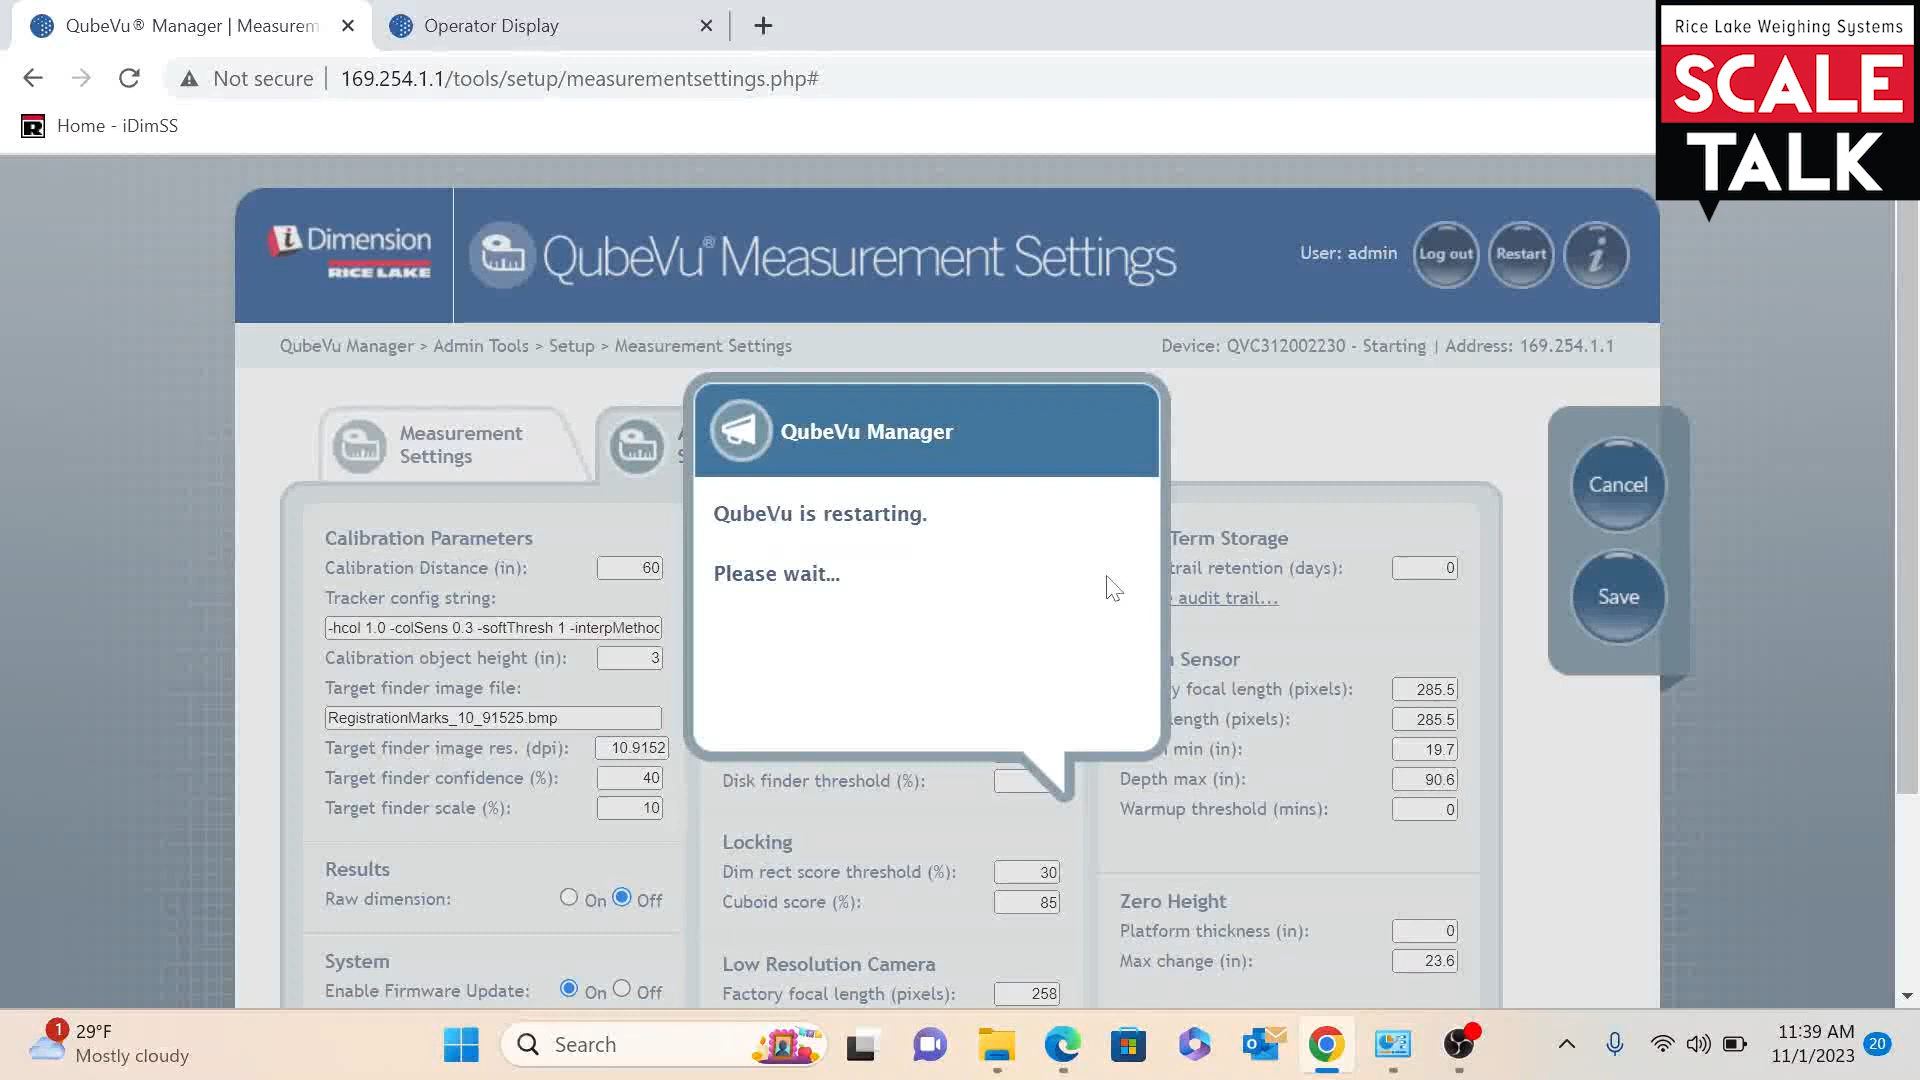 QubeVu® Manager | Measurem
Operator Display
Not secure | 169.254.1.1/tools/setup/measurementsettings.php#
Home - iDimSS
Rice Lake Weighing Systems
SCALE
TALK
iDimension
RICE LAKE
QubeVu® Measurement Settings
User: admin
Log out
Restart
i
QubeVu Manager > Admin Tools > Setup > Measurement Settings
Device: QVC312002230 - Starting | Address: 169.254.1.1
Measurement
Settings
QubeVu Manager
QubeVu is restarting.
Please wait...
Cancel
Save
Calibration Parameters
Calibration Distance (in): 60
Tracker config string:
-hcol 1.0 -colSens 0.3 -softThresh 1 -interpMethod
Calibration object height (in): 3
Target finder image file:
RegistrationMarks_10_91525.bmp
Target finder image res. (dpi): 10.9152
Target finder confidence (%): 40
Target finder scale (%): 10
Results
Raw dimension: On Off
System
Enable Firmware Update: On Off
Disk finder threshold (%):
Locking
Dim rect score threshold (%): 30
Cuboid score (%): 85
Low Resolution Camera
Factory focal length (pixels): 258
Term Storage
trail retention (days): 0
audit trail...
Sensor
y focal length (pixels): 285.5
ength (pixels): 285.5
min (in): 19.7
Depth max (in): 90.6
Warmup threshold (mins): 0
Zero Height
Platform thickness (in): 0
Max change (in): 23.6
1
29°F
Mostly cloudy
Search
11:39 AM
11/1/2023
20